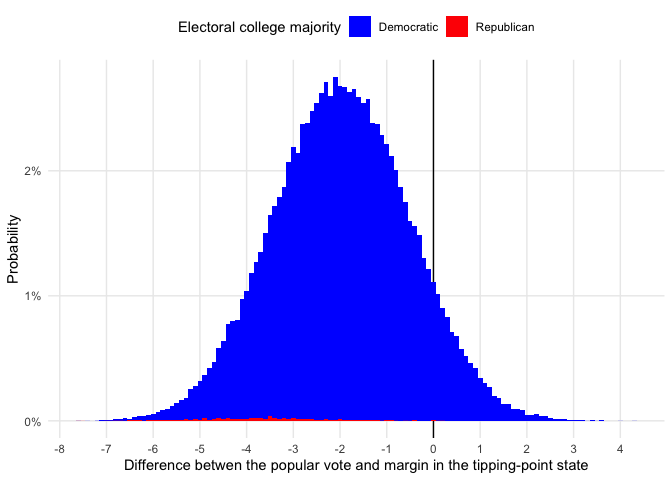 Electoral college majority Democratic Republican
Probability
2%
1%
0%
-8 -7 -6 -5 -4 -3 -2 -1 0 1 2 3 4
Difference betwen the popular vote and margin in the tipping-point state